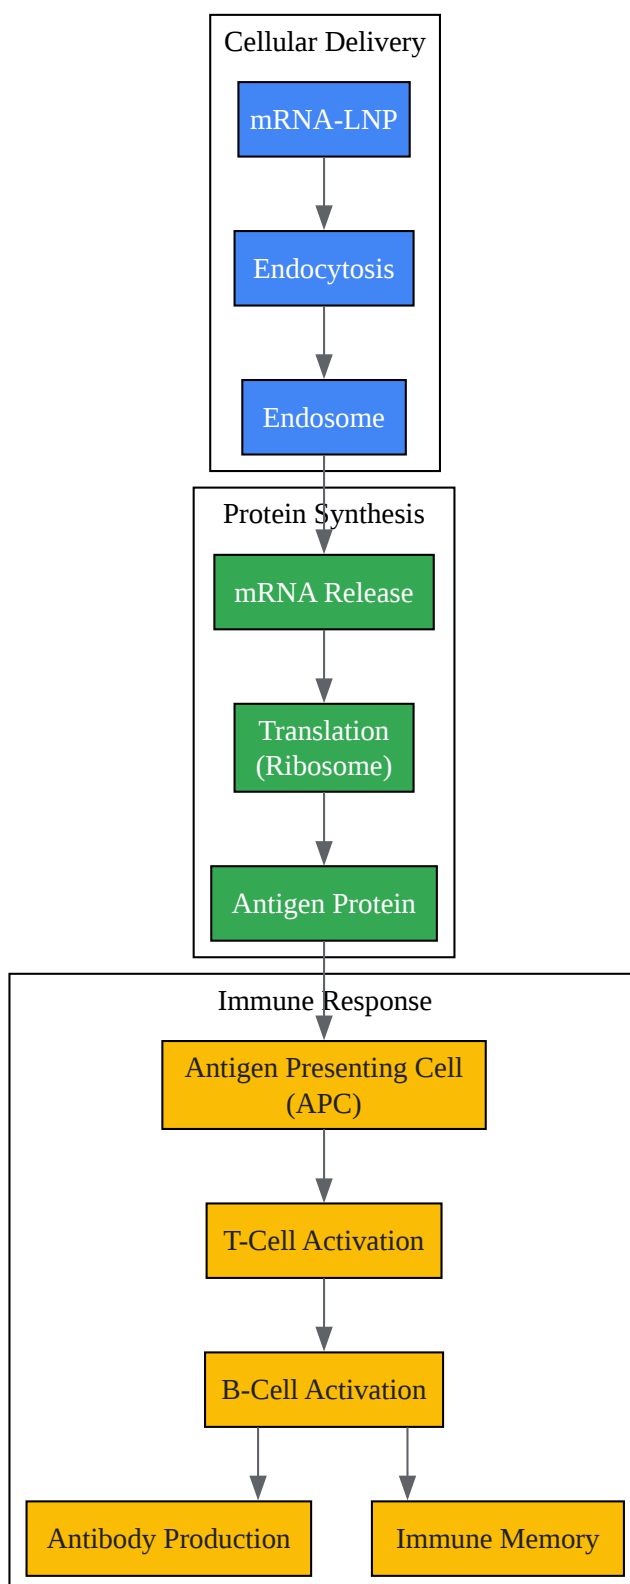 Cellular Delivery
mRNA-LNP
Endocytosis
Endosome
Protein Synthesis
mRNA Release
Translation
(Ribosome)
Antigen Protein
Immune Response
Antigen Presenting Cell
(APC)
T-Cell Activation
B-Cell Activation
Antibody Production
Immune Memory